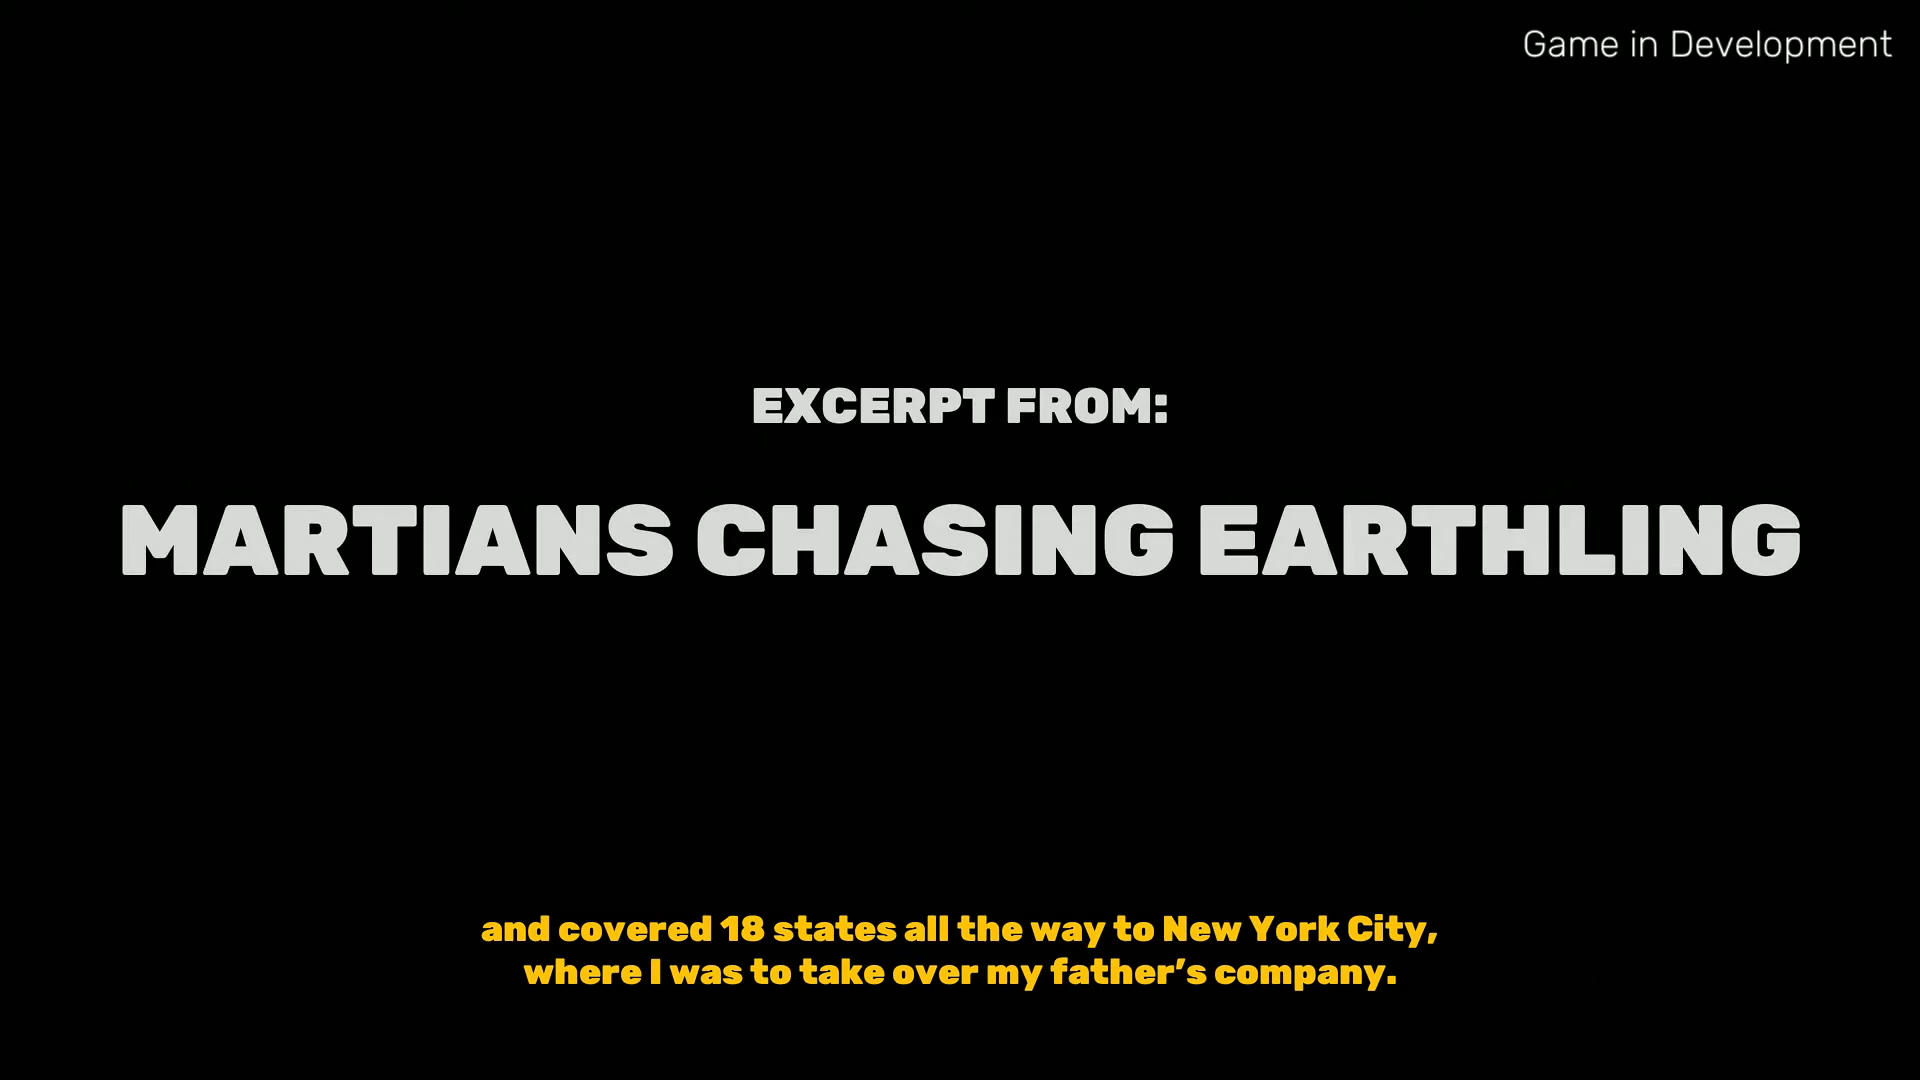 Game in Development
EXCERPT FROM:
MARTIANS CHASING EARTHLING
and covered 18 states all the way to New York City,
where I was to take over my father’s company.